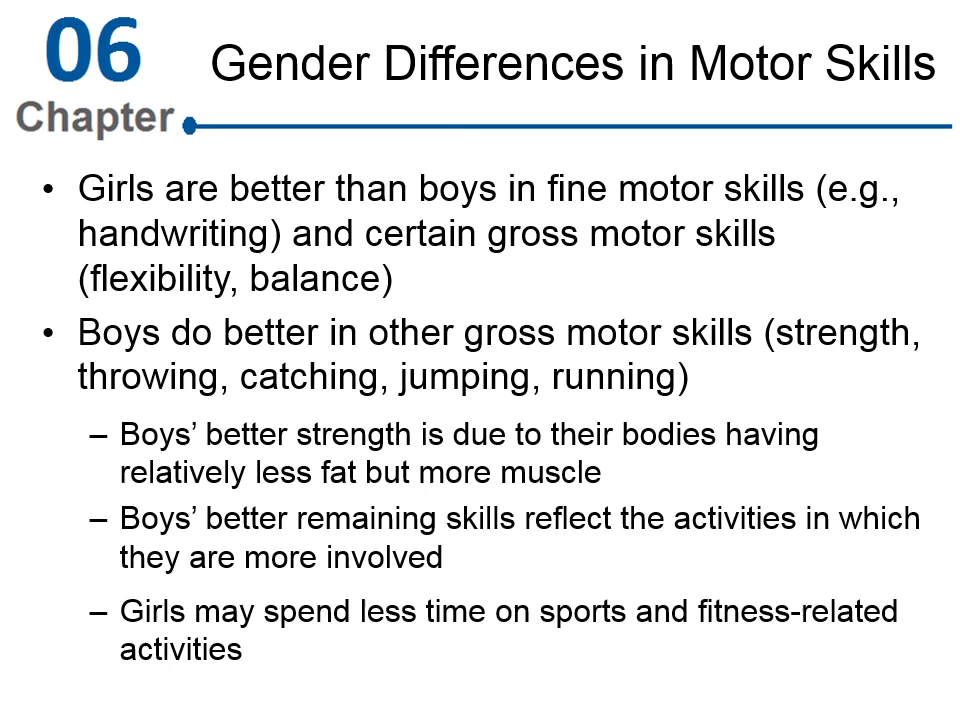 06
Chapter
Gender Differences in Motor Skills
• Girls are better than boys in fine motor skills (e.g.,
handwriting) and certain gross motor skills
(flexibility, balance)
• Boys do better in other gross motor skills (strength,
throwing, catching, jumping, running)
– Boys’ better strength is due to their bodies having
relatively less fat but more muscle
– Boys’ better remaining skills reflect the activities in which
they are more involved
– Girls may spend less time on sports and fitness-related
activities